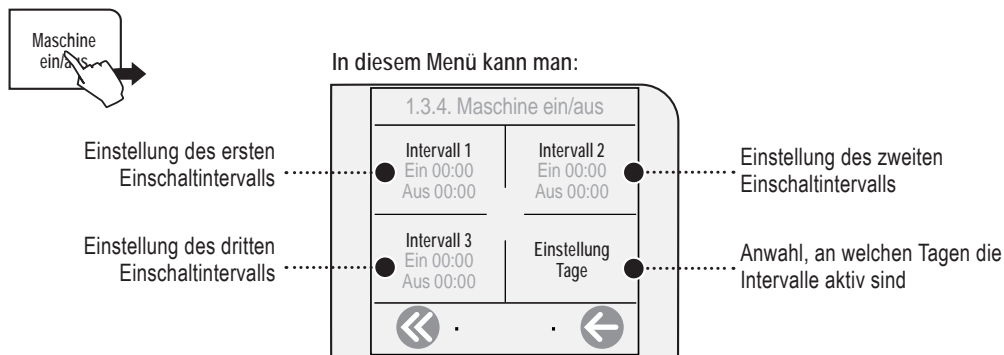 Maschine
ein/aus
In diesem Menü kann man:
1.3.4. Maschine ein/aus
Einstellung des ersten
Einschaltintervalls
Intervall 1
Ein 00:00
Aus 00:00
Intervall 2
Ein 00:00
Aus 00:00
Einstellung des zweiten
Einschaltintervalls
Einstellung des dritten
Einschaltintervalls
Intervall 3
Ein 00:00
Aus 00:00
Einstellung
Tage
Anwahl, an welchen Tagen die
Intervalle aktiv sind